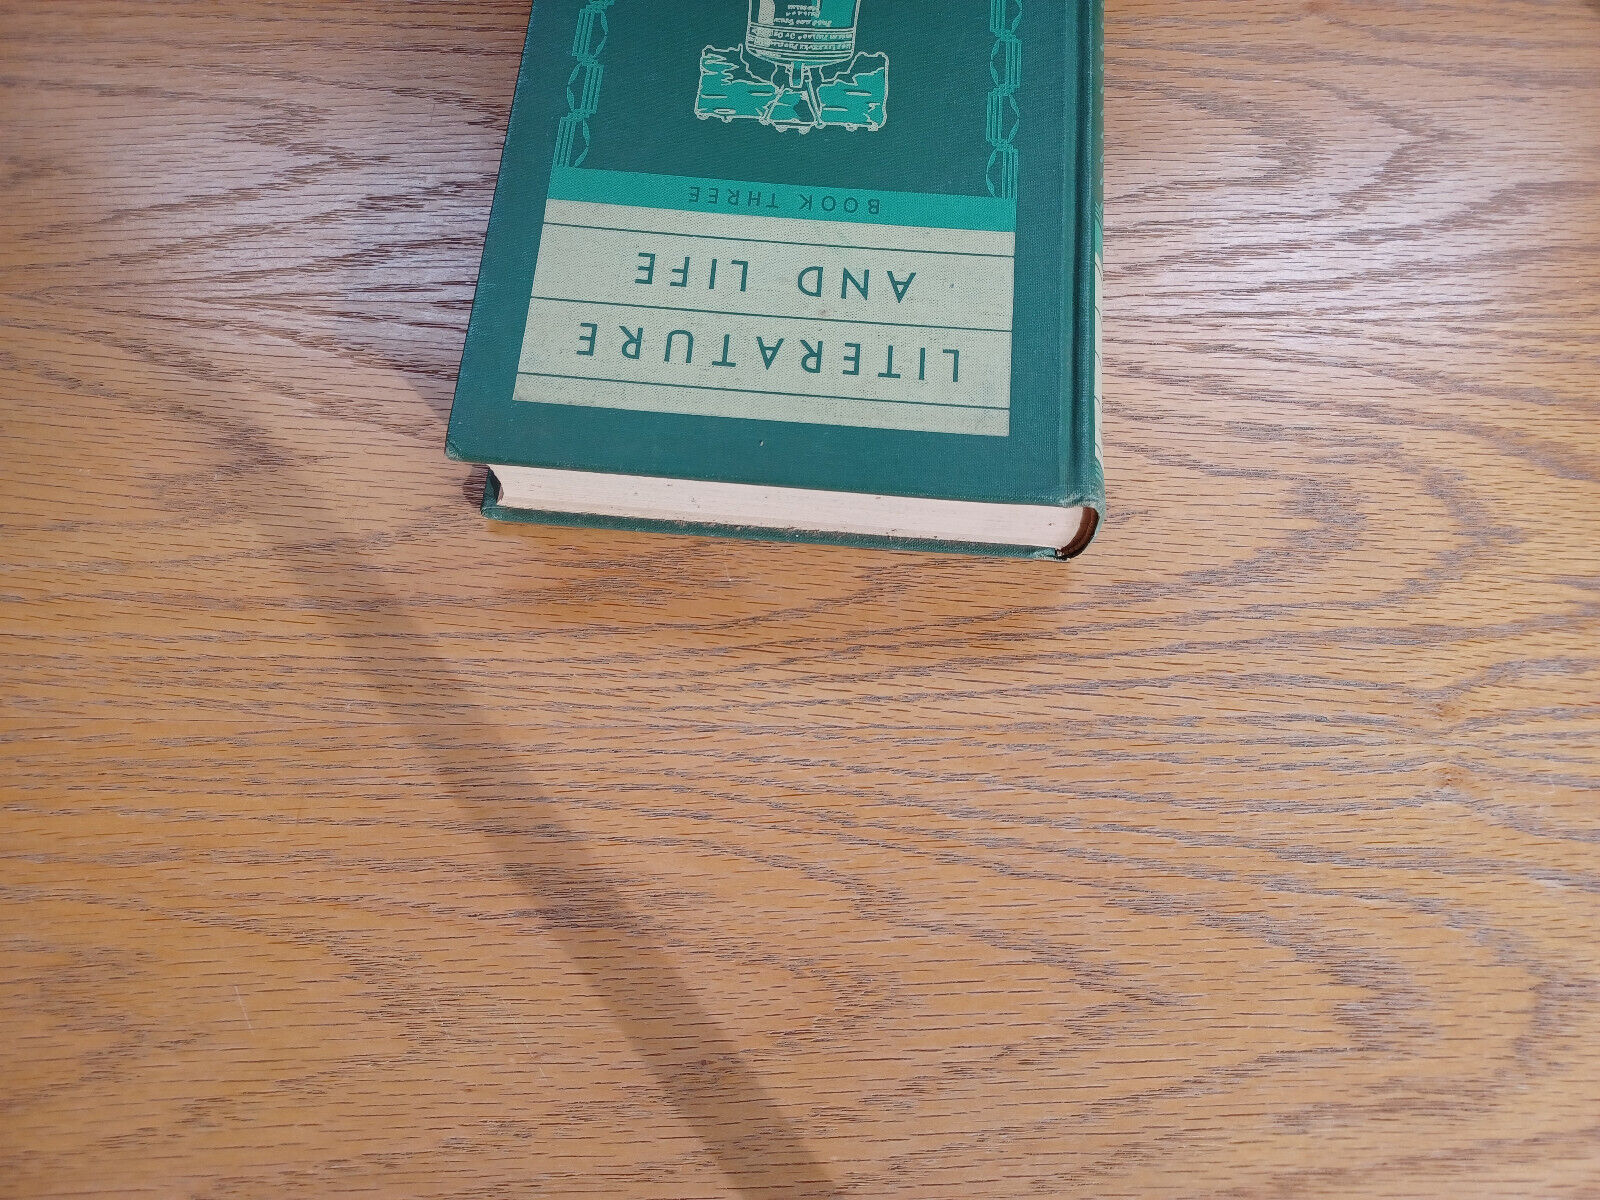 LITERATURE
AND LIFE
BOOK THREE